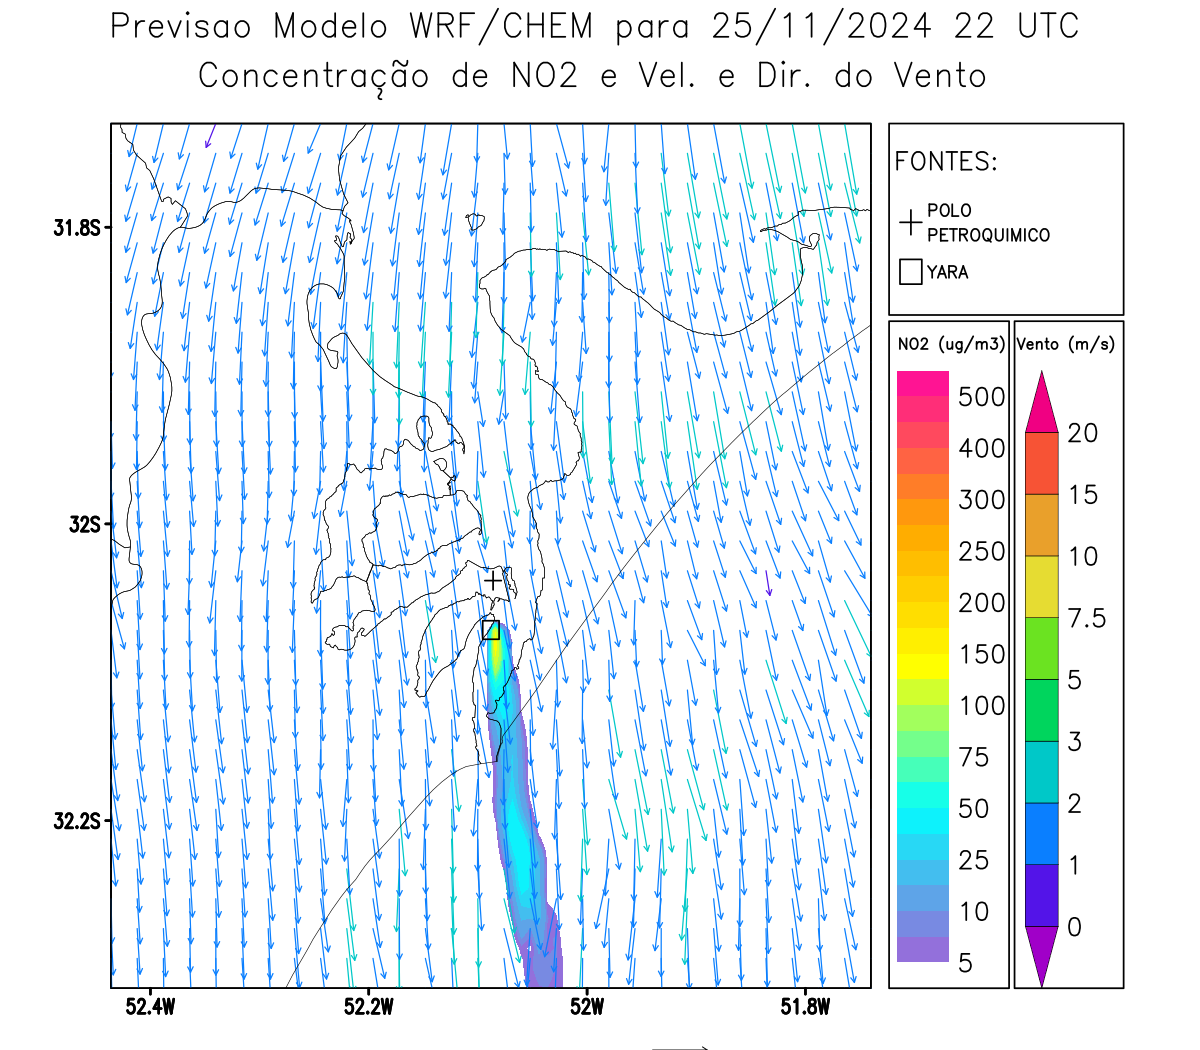 Previsao Modelo WRF/CHEM para 25/11/2024 22 UTC
Concentração de NO2 e Vel. e Dir. do Vento
FONTES:
POLO
PETROQUIMICO
YARA
NO2 (ug/m3)
500
400
300
250
200
150
100
75
50
25
10
5
Vento (m/s)
20
15
10
7.5
5
3
2
1
0
31.8S
32S
32.2S
52.4W
52.2W
52W
51.8W